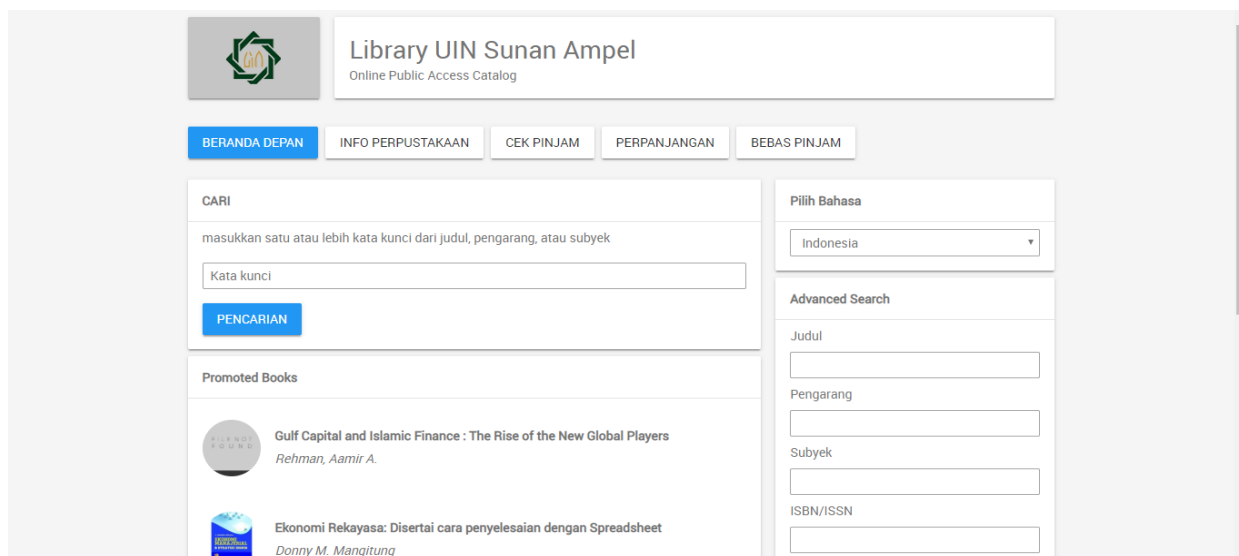 Library UIN Sunan Ampel
Online Public Access Catalog
BERANDA DEPAN
INFO PERPUSTAKAAN
CEK PINJAM
PERPANJANGAN
BEBAS PINJAM
CARI
masukkan satu atau lebih kata kunci dari judul, pengarang, atau subyek
Kata kunci
PENCARIAN
Promoted Books
FILE NOT
FOUND
Gulf Capital and Islamic Finance : The Rise of the New Global Players
Rehman, Aamir A.
Ekonomi Rekayasa: Disertai cara penyelesaian dengan Spreadsheet
Donny M. Mangitung
Pilih Bahasa
Indonesia
Advanced Search
Judul
Pengarang
Subyek
ISBN/ISSN